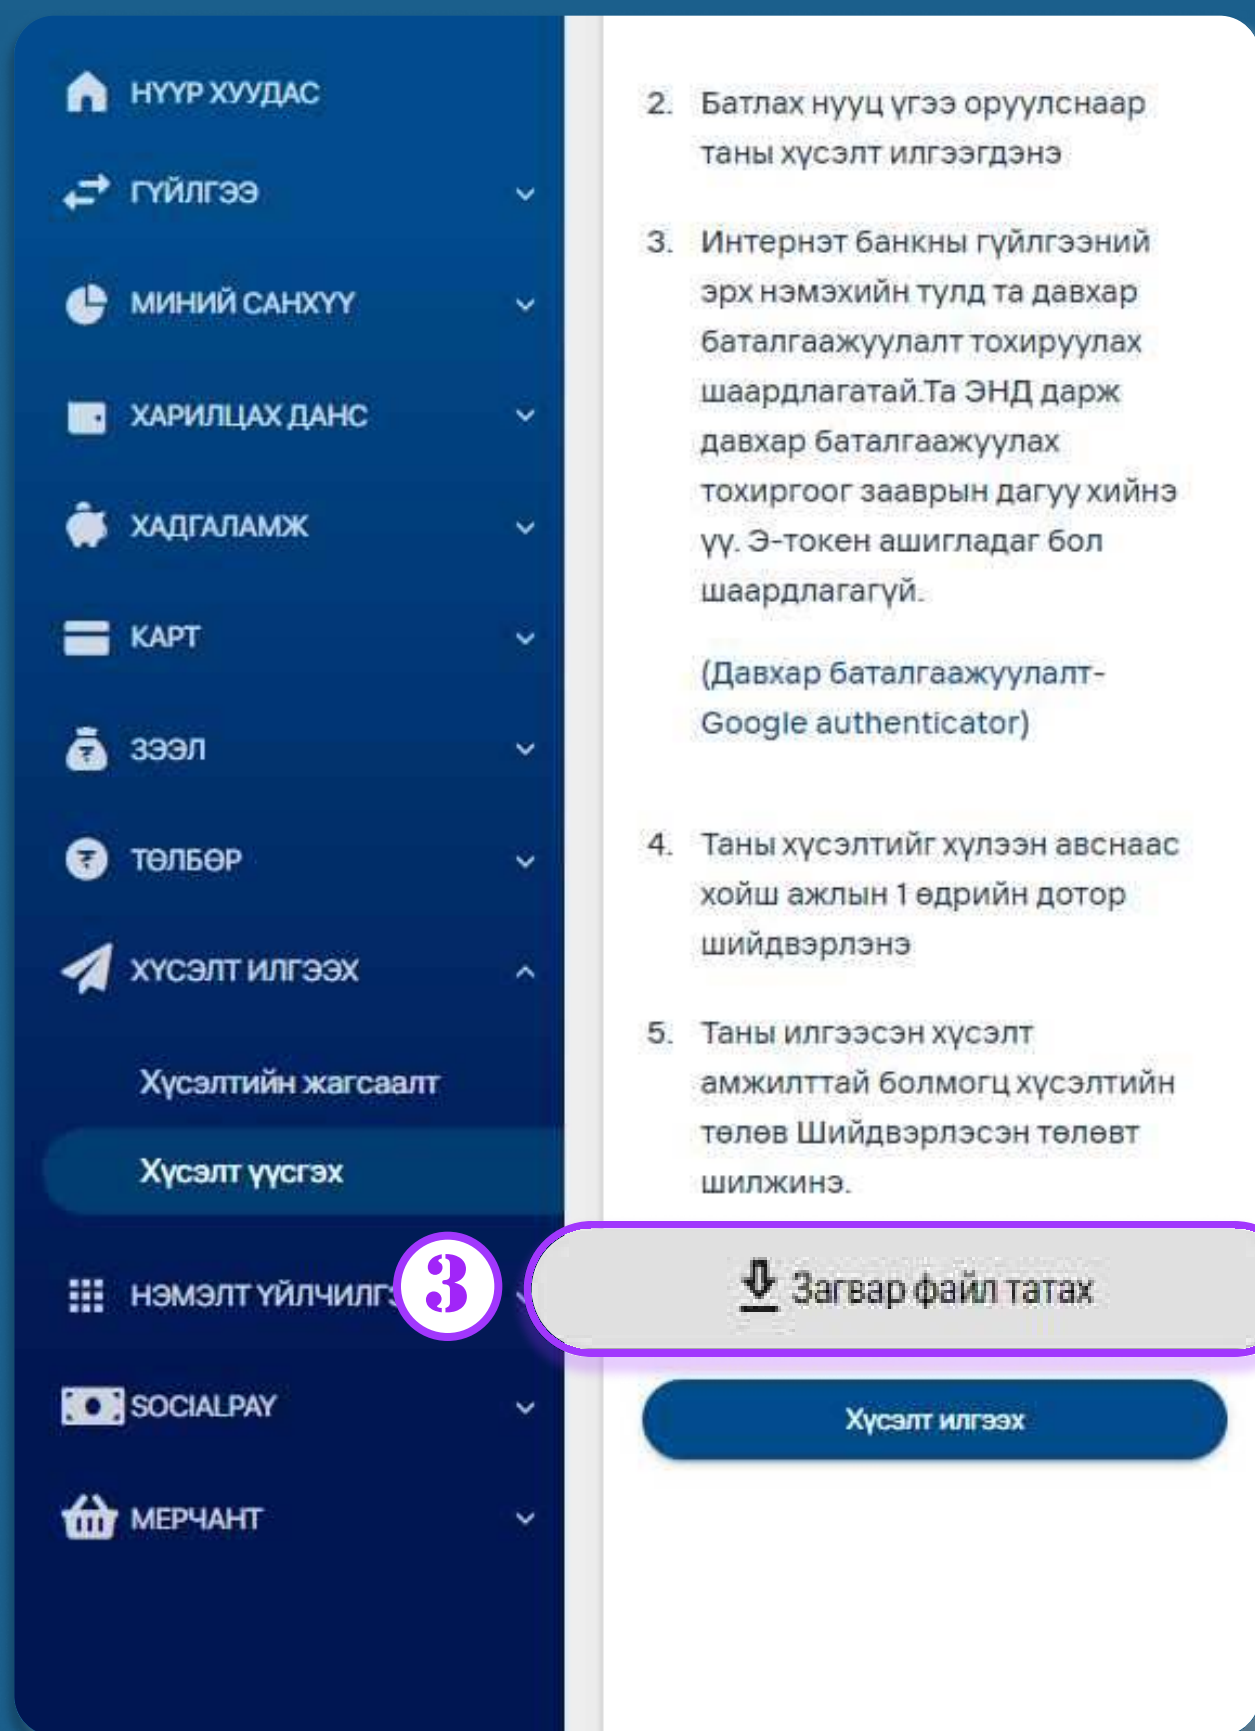 НҮҮР ХУУДАС
ГҮЙЛГЭЭ
МИНИЙ САНХҮҮ
ХАРИЛЦАХ ДАНС
ХАДГАЛАМЖ
КАРТ
ЗЭЭЛ
ТӨЛБӨР
ХҮСЭЛТ ИЛГЭЭХ
Хүсэлтийн жагсаалт
Хүсэлт үүсгэх
НЭМЭЛТ
SOCIALPAY
МЕРЧАНТ
2. Батлах нууц үгээ оруулснаар
таны хүсэлт илгээгдэнэ
3. Интернэт банкны гүйлгээний
эрх нэмэхийн тулд та давхар
баталгаажуулалт тохируулах
шаардлагатай.Та ЭНД дарж
давхар баталгаажуулах
тохиргоог зааврын дагуу хийнэ
үү. Э-токен ашигладаг бол
шаардлагагүй.
(Давхар баталгаажуулалт-
Google authenticator)
4. Таны хүсэлтийг хүлээн авснаас
хойш ажлын 1 өдрийн дотор
шийдвэрлэнэ
5. Таны илгээсэн хүсэлт
амжилттай болмогц хүсэлтийн
төлөв Шийдвэрлэсэн төлөвт
шилжинэ.
3
Загвар файл татах
Хүсэлт илгээх